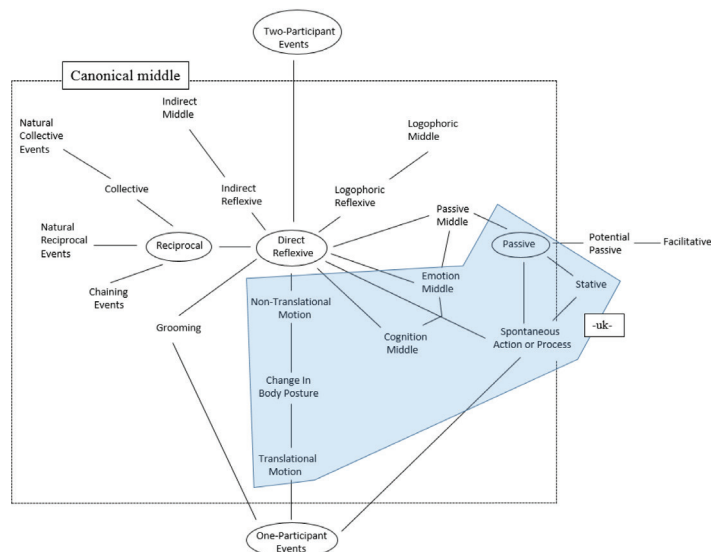 Two-Participant
Events
Canonical middle
Indirect
Middle
Natural
Collective
Events
Logophoric
Middle
Collective
Indirect
Reflexive
Logophoric
Reflexive
Passive
Middle
Natural
Reciprocal
Events
Reciprocal
Direct
Reflexive
Passive
Potential
Passive
Facilitative
Chaining
Events
Emotion
Middle
Stative
Non-Translational
Motion
Grooming
Cognition
Middle
Spontaneous
Action or Process
-uk-
Change In
Body Posture
Translational
Motion
One-Participant
Events